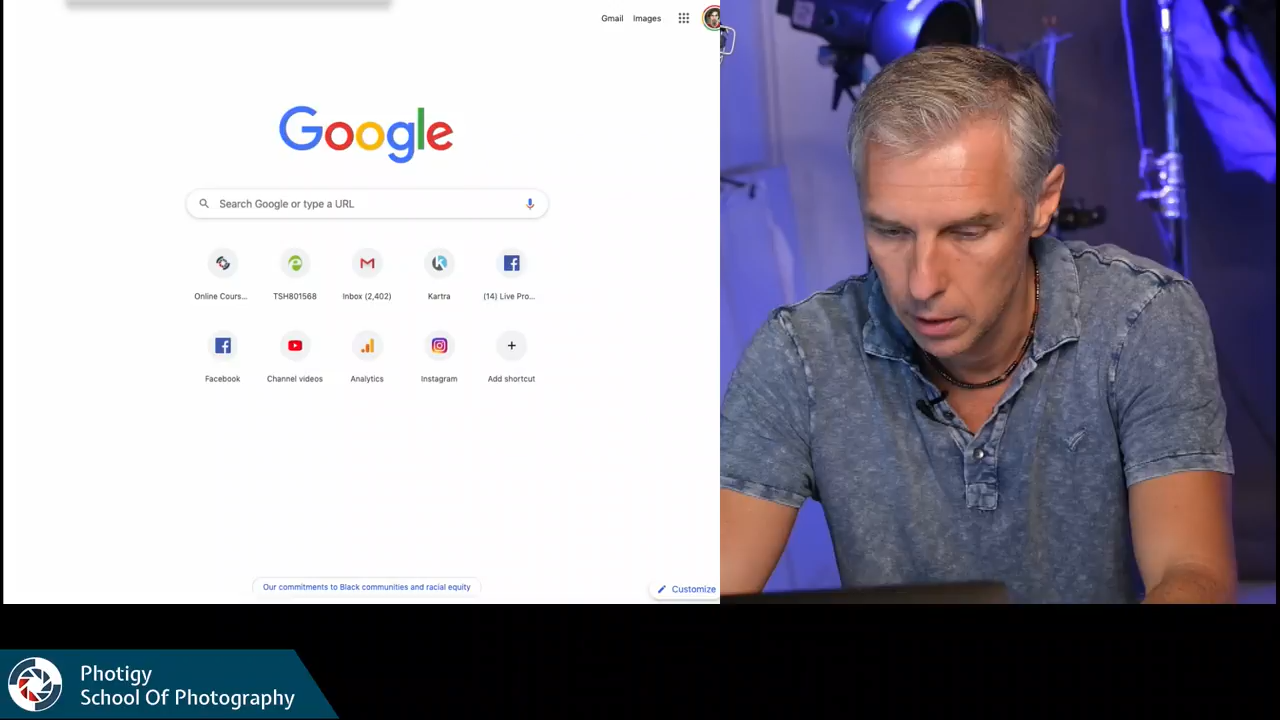 Gmail
Images
Google
Search Google or type a URL
Online Cours...
TSH801568
Inbox (2,402)
Kartra
(14) Live Pro...
Facebook
Channel videos
Analytics
Instagram
Add shortcut
Our commitments to Black communities and racial equity
Customize
Photigy
School Of Photography